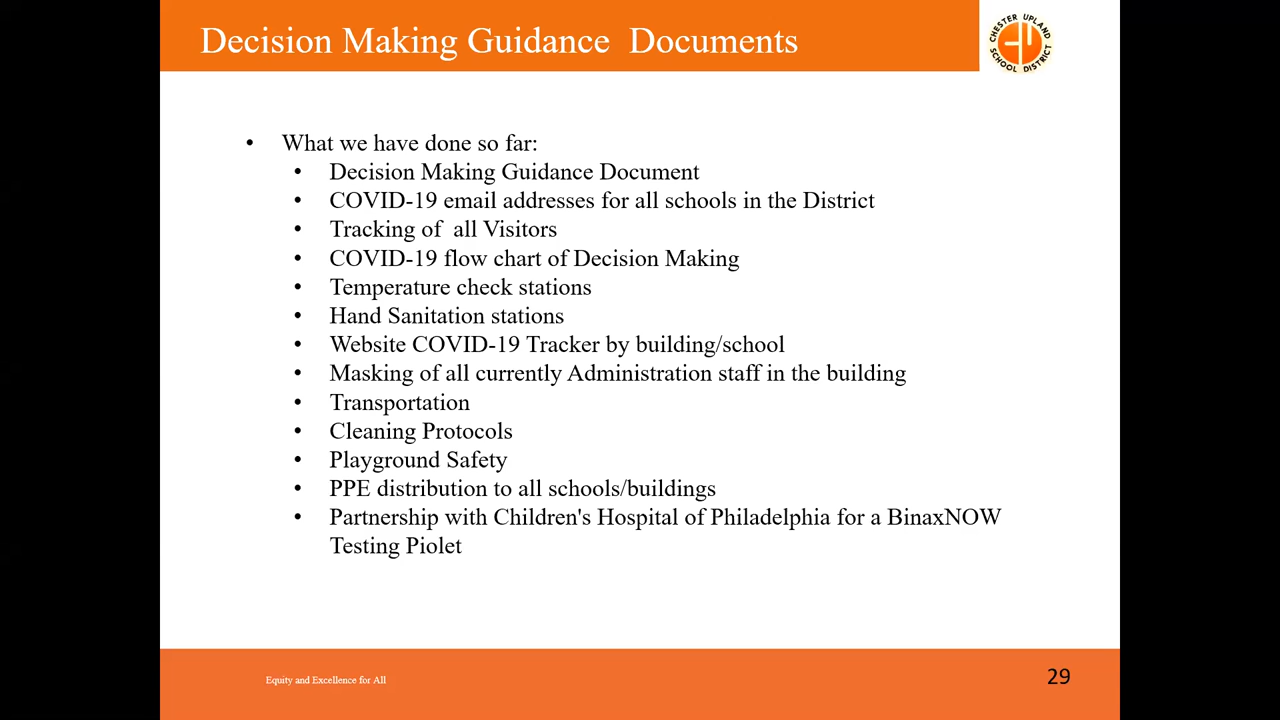 Decision Making Guidance  Documents
CHESTER UPLAND
SCHOOL DISTRICT
• What we have done so far:
• Decision Making Guidance Document
• COVID-19 email addresses for all schools in the District
• Tracking of  all Visitors
• COVID-19 flow chart of Decision Making
• Temperature check stations
• Hand Sanitation stations
• Website COVID-19 Tracker by building/school
• Masking of all currently Administration staff in the building
• Transportation
• Cleaning Protocols
• Playground Safety
• PPE distribution to all schools/buildings
• Partnership with Children's Hospital of Philadelphia for a BinaxNOW
Testing Piolet
Equity and Excellence for All
29